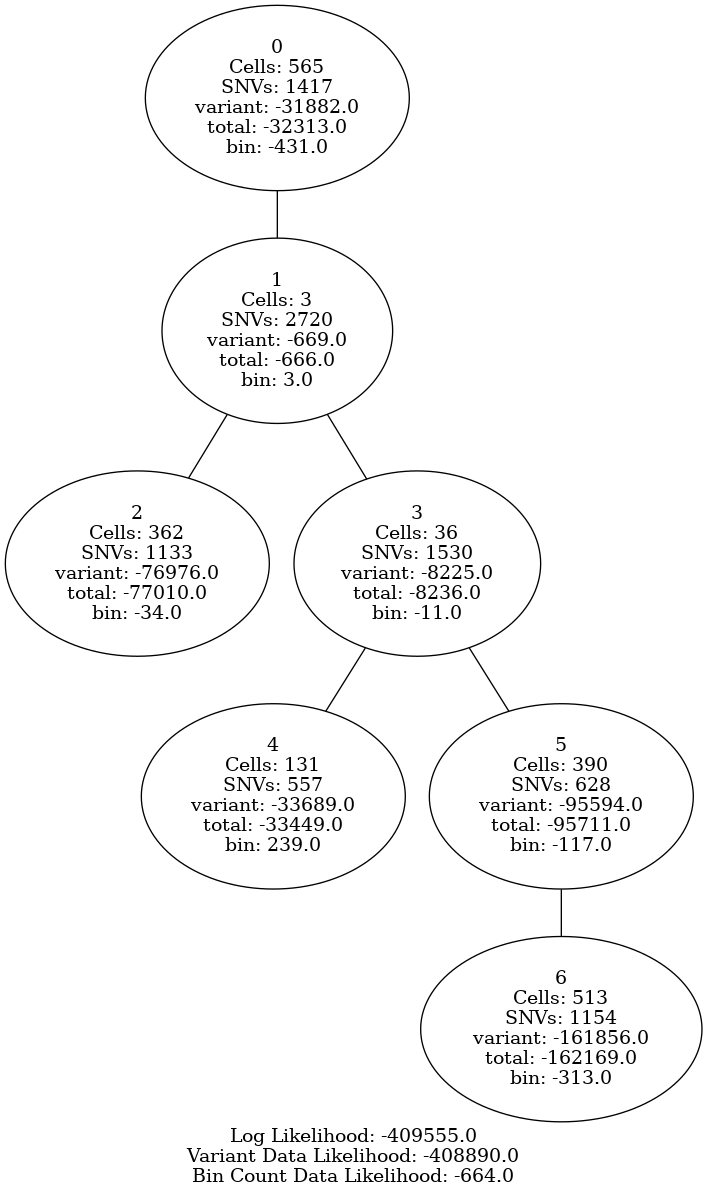 0
Cells: 565
SNVs: 1417
variant: -31882.0
total: -32313.0
bin: -431.0
1
Cells: 3
SNVs: 2720
variant: -669.0
total: -666.0
bin: 3.0
2
Cells: 362
SNVs: 1133
variant: -76976.0
total: -77010.0
bin: -34.0
3
Cells: 36
SNVs: 1530
variant: -8225.0
total: -8236.0
bin: -11.0
4
Cells: 131
SNVs: 557
variant: -33689.0
total: -33449.0
bin: 239.0
5
Cells: 390
SNVs: 628
variant: -95594.0
total: -95711.0
bin: -117.0
6
Cells: 513
SNVs: 1154
variant: -161856.0
total: -162169.0
bin: -313.0
Log Likelihood: -409555.0
Variant Data Likelihood: -408890.0
Bin Count Data Likelihood: -664.0